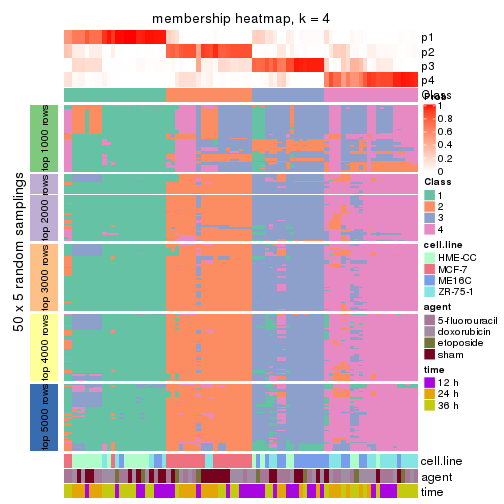 membership heatmap, k = 4
p1
p2
p3
p4
Class
Prob
1
0.8
0.6
0.4
0.2
0
Class
1
2
3
4
cell.line
HME-CC
MCF-7
ME16C
ZR-75-1
agent
5-fluorouracil
doxorubicin
etoposide
sham
time
12 h
24 h
36 h
50 x 5 random samplings
top 1000 rows
top 2000 rows
top 3000 rows
top 4000 rows
top 5000 rows
cell.line
agent
time